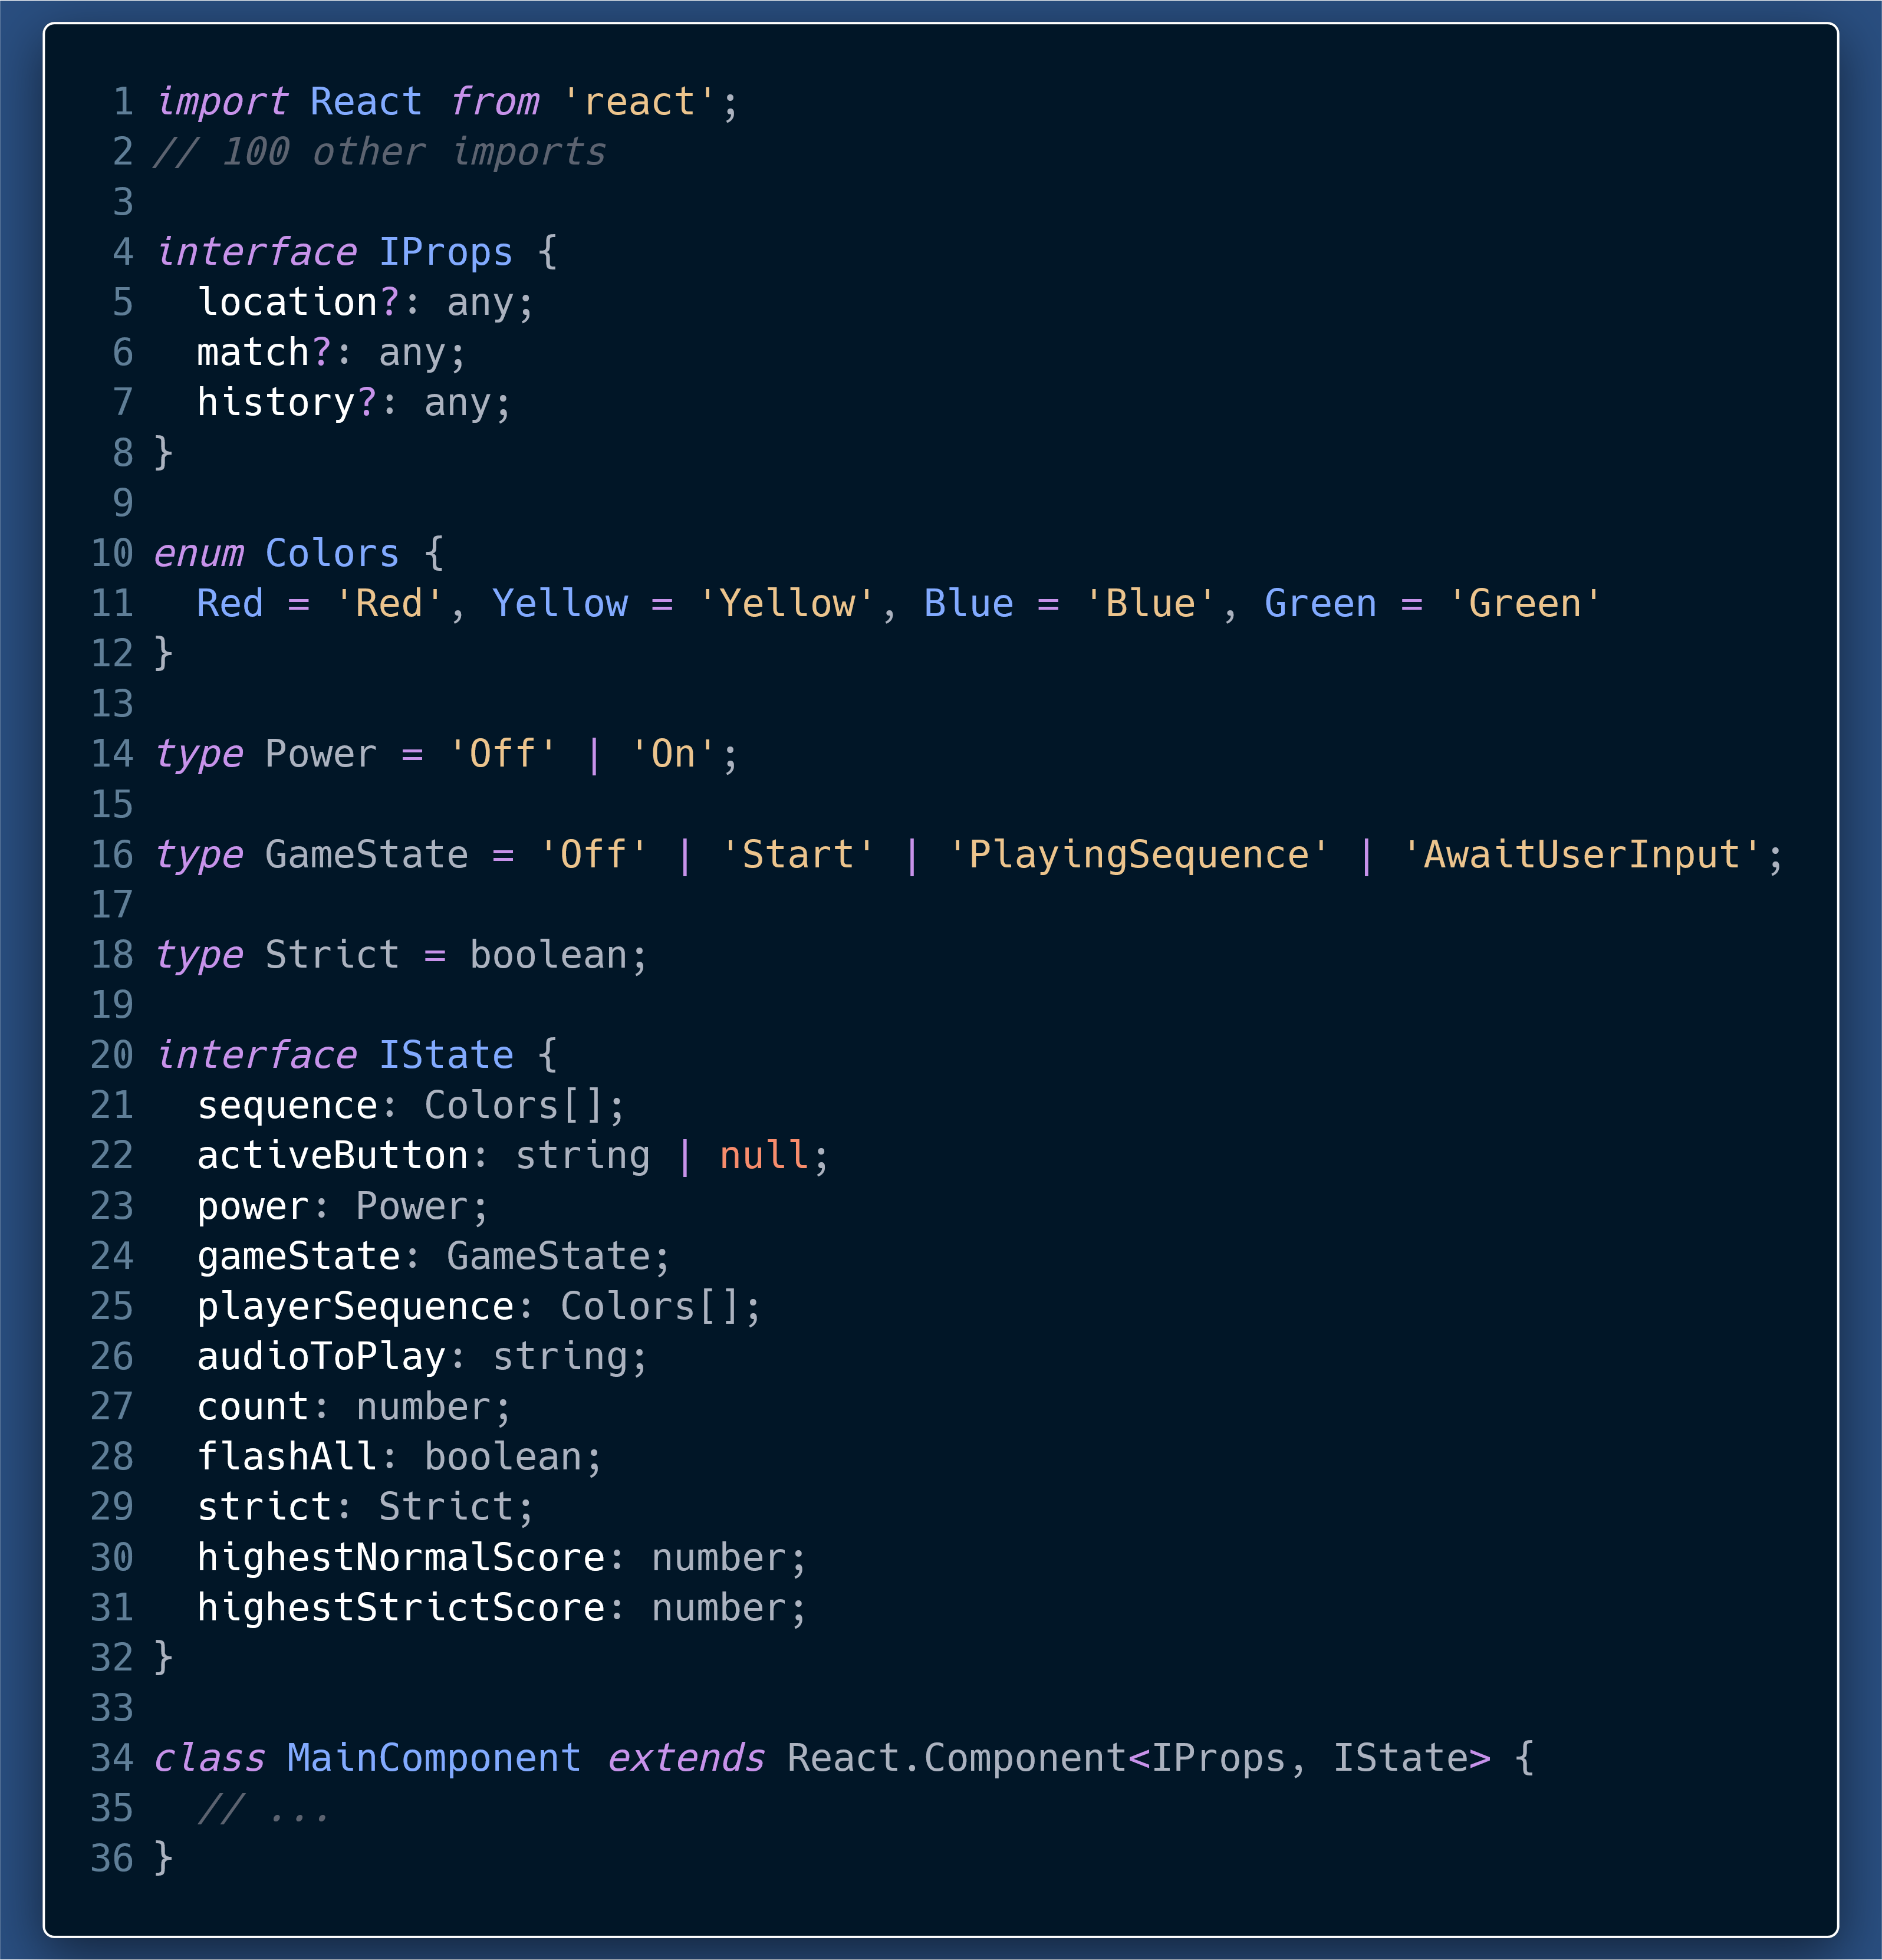 1 import React from 'react';
2 // 100 other imports
3
4 interface IProps {
5   location?: any;
6   match?: any;
7   history?: any;
8 }
9
10 enum Colors {
11   Red = 'Red', Yellow = 'Yellow', Blue = 'Blue', Green = 'Green'
12 }
13
14 type Power = 'Off' | 'On';
15
16 type GameState = 'Off' | 'Start' | 'PlayingSequence' | 'AwaitUserInput';
17
18 type Strict = boolean;
19
20 interface IState {
21   sequence: Colors[];
22   activeButton: string | null;
23   power: Power;
24   gameState: GameState;
25   playerSequence: Colors[];
26   audioToPlay: string;
27   count: number;
28   flashAll: boolean;
29   strict: Strict;
30   highestNormalScore: number;
31   highestStrictScore: number;
32 }
33
34 class MainComponent extends React.Component<IProps, IState> {
35   // ...
36 }